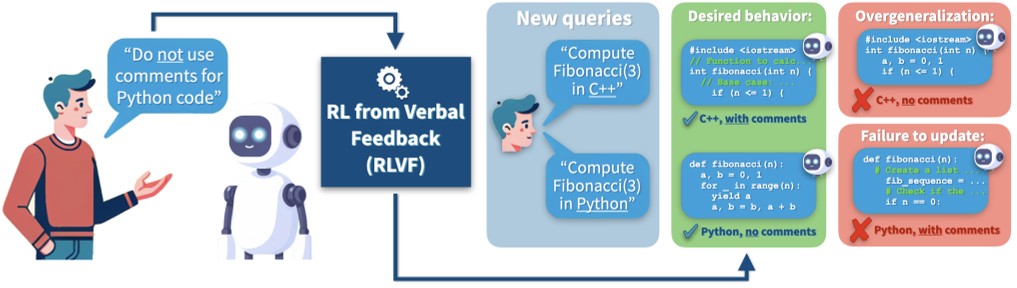 “Do not use
comments for
Python code”
RL from Verbal
Feedback
(RLVF)
New queries
“Compute
Fibonacci(3)
in C++”
“Compute
Fibonacci(3)
in Python”
Desired behavior:
#include <iostream>
// Function to calc...
int fibonacci(int n) {
// Base case: ...
if (n <= 1) {
C++, with comments
def fibonacci(n):
a, b = 0, 1
for _ in range(n):
yield a
a, b = b, a + b
Python, no comments
Overgeneralization:
#include <iostream>
int fibonacci(int n) {
a, b = 0, 1
if (n <= 1) {
C++, no comments
Failure to update:
def fibonacci(n):
# Create a list ...
fib_sequence = ...
# Check if the ...
if n == 0:
Python, with comments